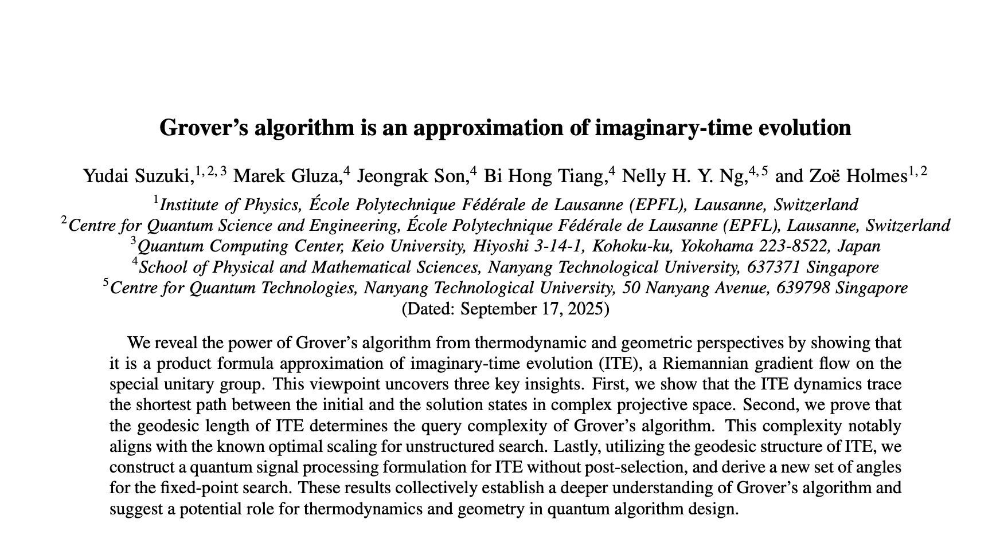 Grover's algorithm is an approximation of imaginary-time evolution
Yudai Suzuki,1, 2, 3 Marek Gluza,4 Jeongrak Son,4 Bi Hong Tiang,4 Nelly H. Y. Ng,4, 5 and Zoë Holmes1, 2
1Institute of Physics, École Polytechnique Fédérale de Lausanne (EPFL), Lausanne, Switzerland
2Centre for Quantum Science and Engineering, École Polytechnique Fédérale de Lausanne (EPFL), Lausanne, Switzerland
3Quantum Computing Center, Keio University, Hiyoshi 3-14-1, Kohoku-ku, Yokohama 223-8522, Japan
4School of Physical and Mathematical Sciences, Nanyang Technological University, 637371 Singapore
5Centre for Quantum Technologies, Nanyang Technological University, 50 Nanyang Avenue, 639798 Singapore
(Dated: September 17, 2025)
We reveal the power of Grover's algorithm from thermodynamic and geometric perspectives by showing that
it is a product formula approximation of imaginary-time evolution (ITE), a Riemannian gradient flow on the
special unitary group. This viewpoint uncovers three key insights. First, we show that the ITE dynamics trace
the shortest path between the initial and the solution states in complex projective space. Second, we prove that
the geodesic length of ITE determines the query complexity of Grover's algorithm. This complexity notably
aligns with the known optimal scaling for unstructured search. Lastly, utilizing the geodesic structure of ITE, we
construct a quantum signal processing formulation for ITE without post-selection, and derive a new set of angles
for the fixed-point search. These results collectively establish a deeper understanding of Grover's algorithm and
suggest a potential role for thermodynamics and geometry in quantum algorithm design.